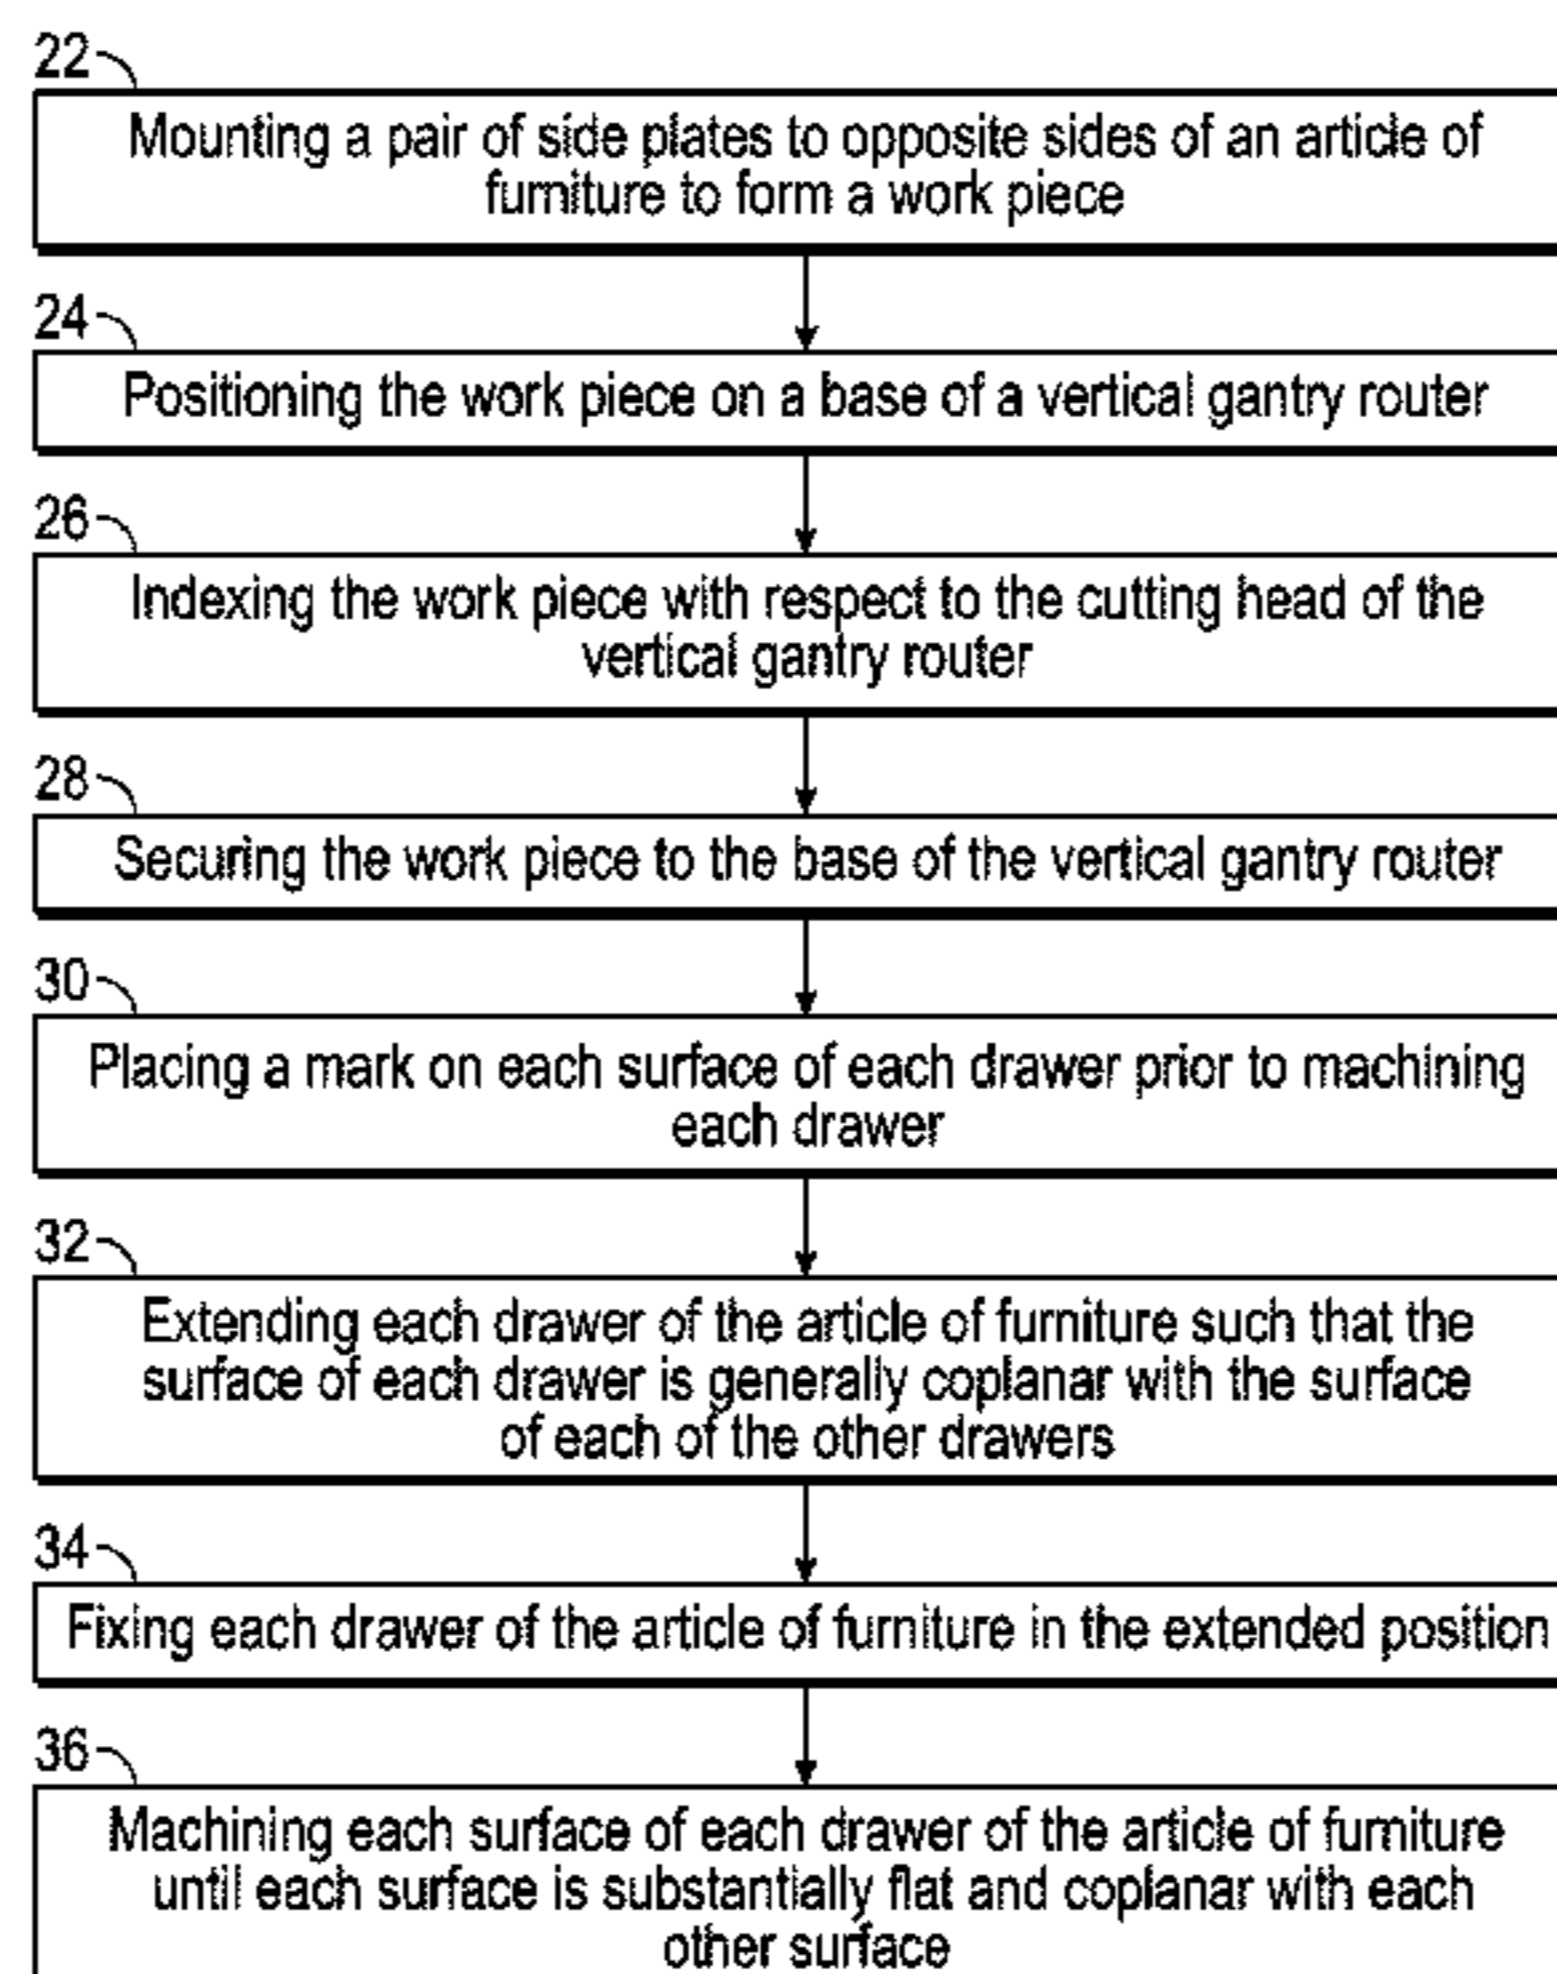 22
Mounting a pair of side plates to opposite sides of an article of
furniture to form a work piece
24
Positioning the work piece on a base of a vertical gantry router
26
Indexing the work piece with respect to the cutting head of the
vertical gantry router
28
Securing the work piece to the base of the vertical gantry router
30
Placing a mark on each surface of each drawer prior to machining
each drawer
32
Extending each drawer of the article of furniture such that the
surface of each drawer is generally coplanar with the surface
of each of the other drawers
34
Fixing each drawer of the article of furniture in the extended position
36
Machining each surface of each drawer of the article of furniture
until each surface is substantially flat and coplanar with each
other surface